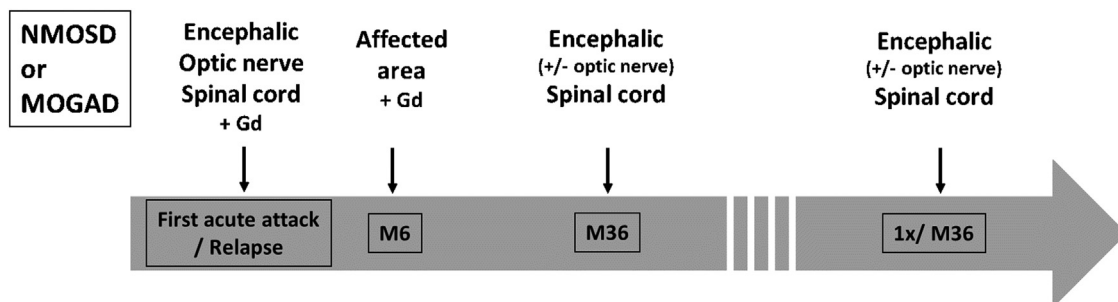 NMOSD
or
MOGAD
Encephalic
Optic nerve
Spinal cord
+ Gd
Affected
area
+ Gd
Encephalic
(+/- optic nerve)
Spinal cord
Encephalic
(+/- optic nerve)
Spinal cord
First acute attack
/ Relapse
M6
M36
1x/ M36